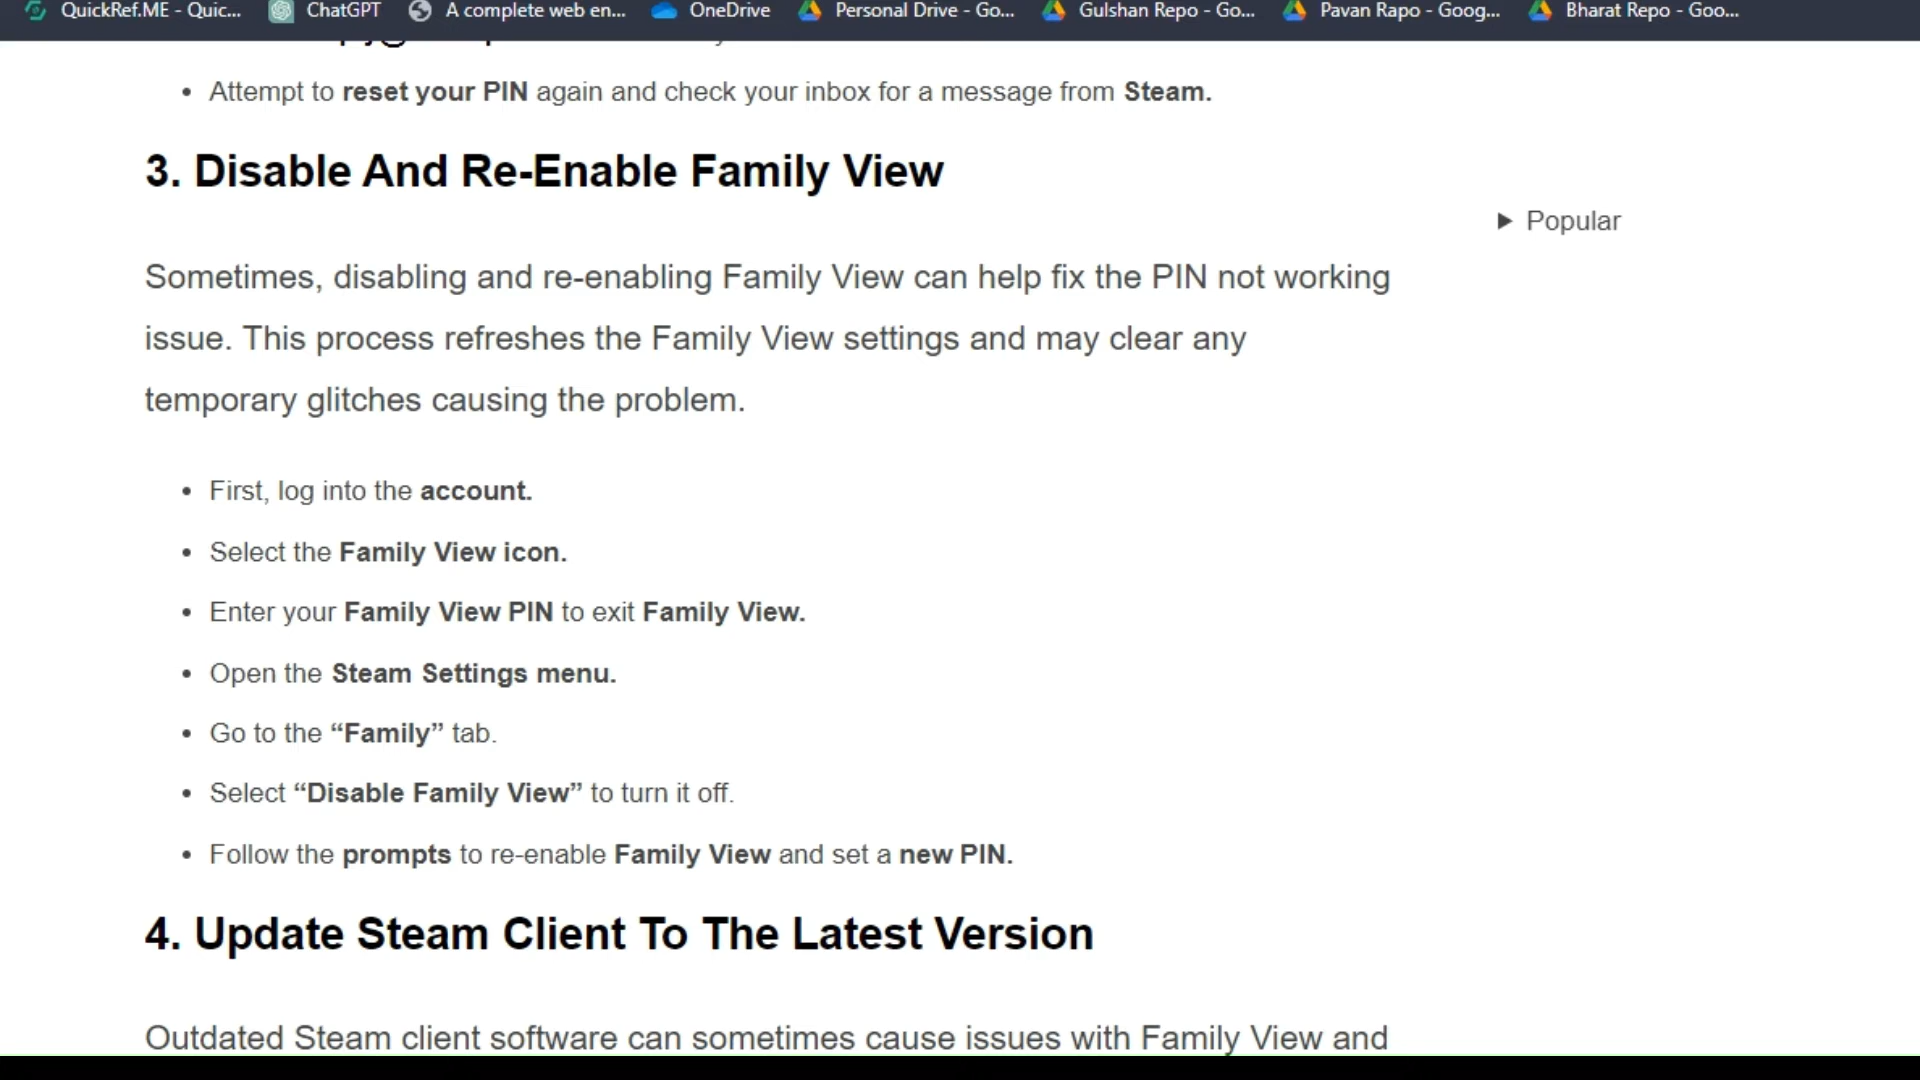 QuickRef.ME - Quic... ChatGPT A complete web en... OneDrive Personal Drive - Go... Gulshan Repo - Go... Pavan Rapo - Goog... Bharat Repo - Goo...
• Attempt to reset your PIN again and check your inbox for a message from Steam.
3. Disable And Re-Enable Family View
▶ Popular
Sometimes, disabling and re-enabling Family View can help fix the PIN not working
issue. This process refreshes the Family View settings and may clear any
temporary glitches causing the problem.
• First, log into the account.
• Select the Family View icon.
• Enter your Family View PIN to exit Family View.
• Open the Steam Settings menu.
• Go to the “Family” tab.
• Select “Disable Family View” to turn it off.
• Follow the prompts to re-enable Family View and set a new PIN.
4. Update Steam Client To The Latest Version
Outdated Steam client software can sometimes cause issues with Family View and